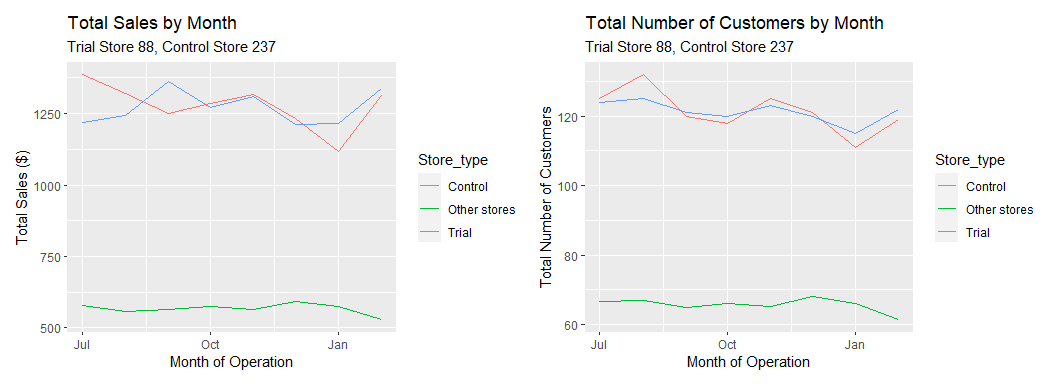 Total Sales by Month
Trial Store 88, Control Store 237
1250
1000
750
500
Total Sales ($)
Jul
Oct
Jan
Month of Operation
Store_type
Control
Other stores
Trial
Total Number of Customers by Month
Trial Store 88, Control Store 237
120
100
80
60
Total Number of Customers
Jul
Oct
Jan
Month of Operation
Store_type
Control
Other stores
Trial